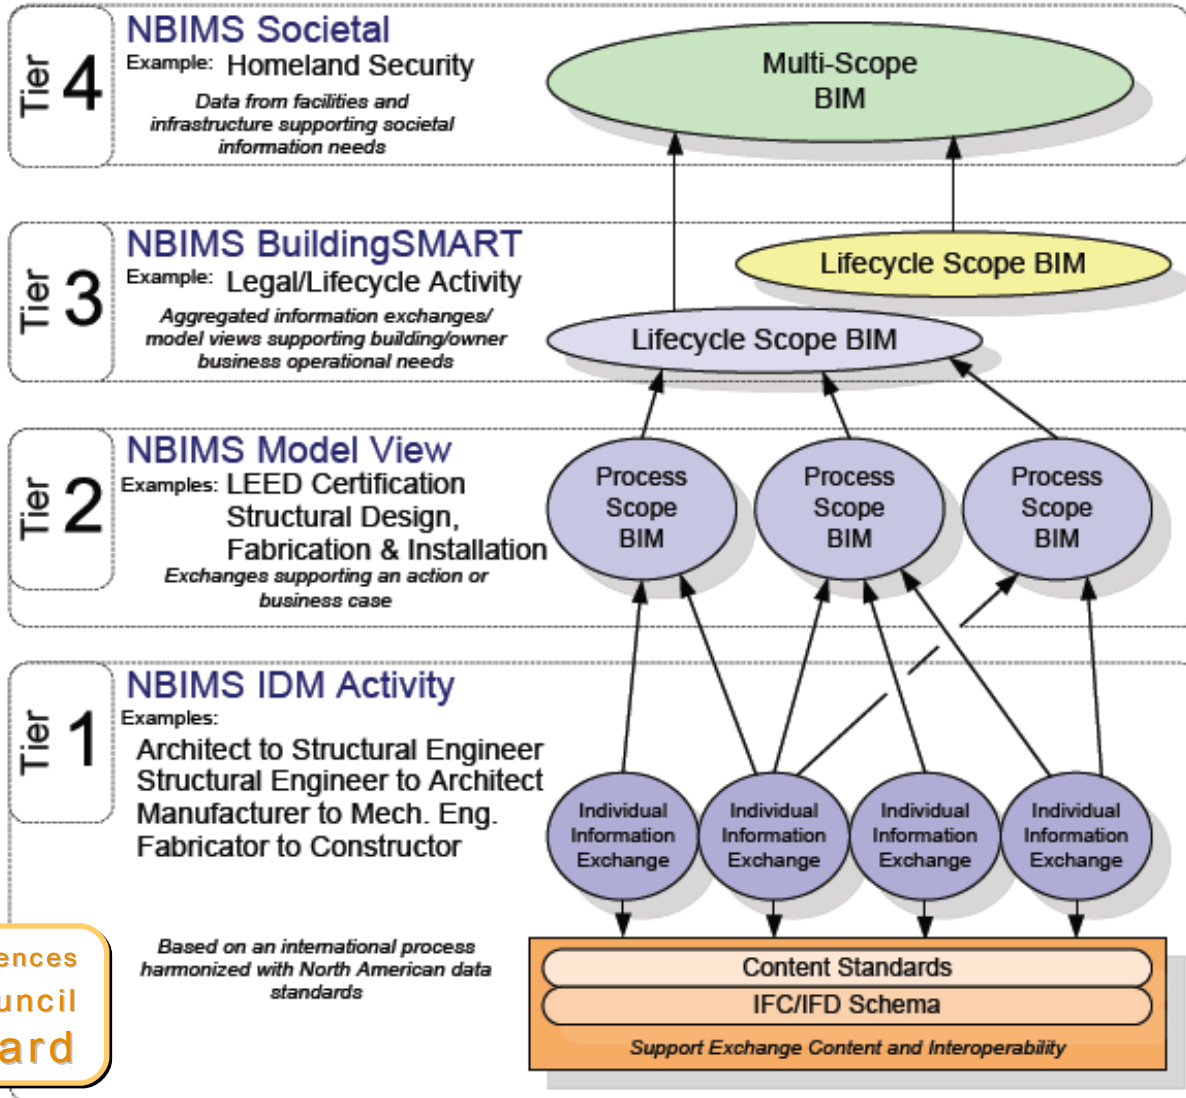 Tier 4
NBIMS Societal
Example: Homeland Security
Data from facilities and
infrastructure supporting societal
information needs
Multi-Scope
BIM
Tier 3
NBIMS BuildingSMART
Example: Legal/Lifecycle Activity
Aggregated information exchanges/
model views supporting building/owner
business operational needs
Lifecycle Scope BIM
Lifecycle Scope BIM
Tier 2
NBIMS Model View
Examples: LEED Certification
Structural Design,
Fabrication & Installation
Exchanges supporting an action or
business case
Process
Scope
BIM
Process
Scope
BIM
Process
Scope
BIM
Tier 1
NBIMS IDM Activity
Examples:
Architect to Structural Engineer
Structural Engineer to Architect
Manufacturer to Mech. Eng.
Fabricator to Constructor
Individual
Information
Exchange
Individual
Information
Exchange
Individual
Information
Exchange
Individual
Information
Exchange
Based on an international process
harmonized with North American data
standards
Content Standards
IFC/IFD Schema
Support Exchange Content and Interoperability
ences
uncil
ard